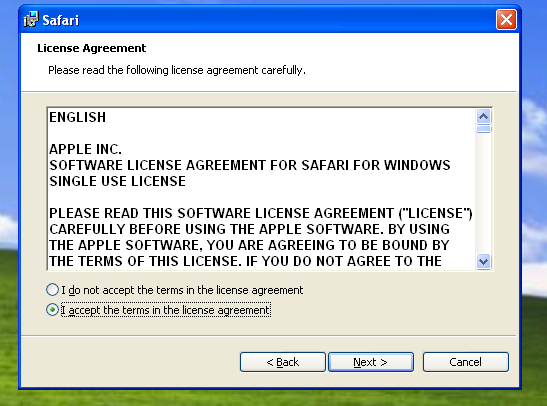 Safari
License Agreement
Please read the following license agreement carefully.
ENGLISH
APPLE INC.
SOFTWARE LICENSE AGREEMENT FOR SAFARI FOR WINDOWS
SINGLE USE LICENSE
PLEASE READ THIS SOFTWARE LICENSE AGREEMENT ("LICENSE")
CAREFULLY BEFORE USING THE APPLE SOFTWARE. BY USING
THE APPLE SOFTWARE, YOU ARE AGREEING TO BE BOUND BY
THE TERMS OF THIS LICENSE. IF YOU DO NOT AGREE TO THE
I do not accept the terms in the license agreement
I accept the terms in the license agreement
< Back Next > Cancel